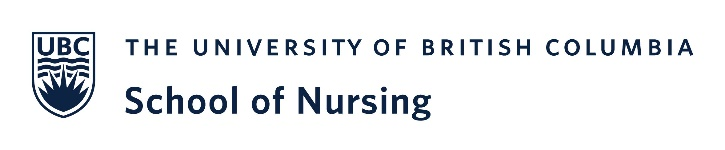 UBC
THE UNIVERSITY OF BRITISH COLUMBIA
School of Nursing